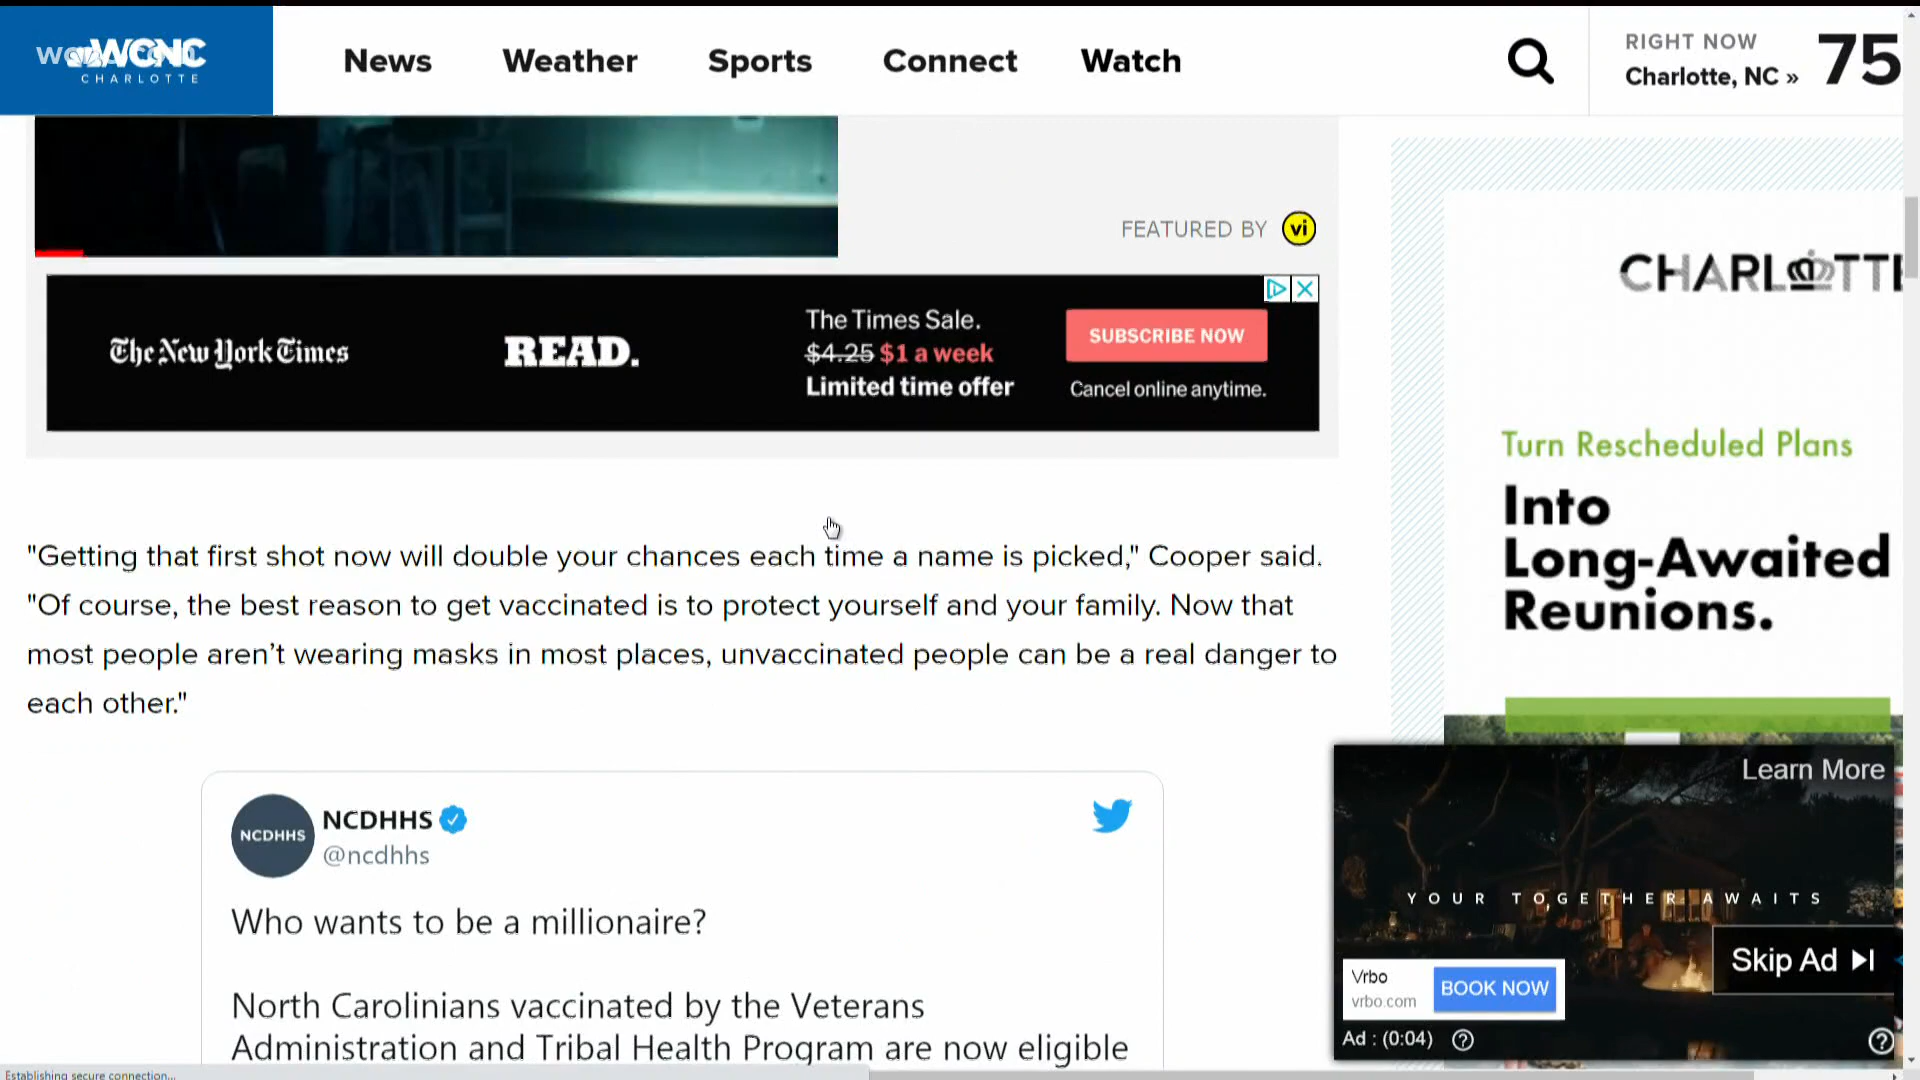 WCNC
CHARLOTTE
News
Weather
Sports
Connect
Watch
RIGHT NOW
Charlotte, NC »
75
FEATURED BY
vi
CHARLOTTE
The New York Times
READ.
The Times Sale.
$4.25 $1 a week
Limited time offer
SUBSCRIBE NOW
Cancel online anytime.
Turn Rescheduled Plans
Into
Long-Awaited
Reunions.
"Getting that first shot now will double your chances each time a name is picked," Cooper said.
"Of course, the best reason to get vaccinated is to protect yourself and your family. Now that
most people aren’t wearing masks in most places, unvaccinated people can be a real danger to
each other."
NCDHHS
NCDHHS
@ncdhhs
Who wants to be a millionaire?
North Carolinians vaccinated by the Veterans
Administration and Tribal Health Program are now eligible
Learn More
YOUR TOGETHER AWAITS
Skip Ad
Vrbo
vrbo.com
BOOK NOW
Ad : (0:04)
Establishing secure connection...